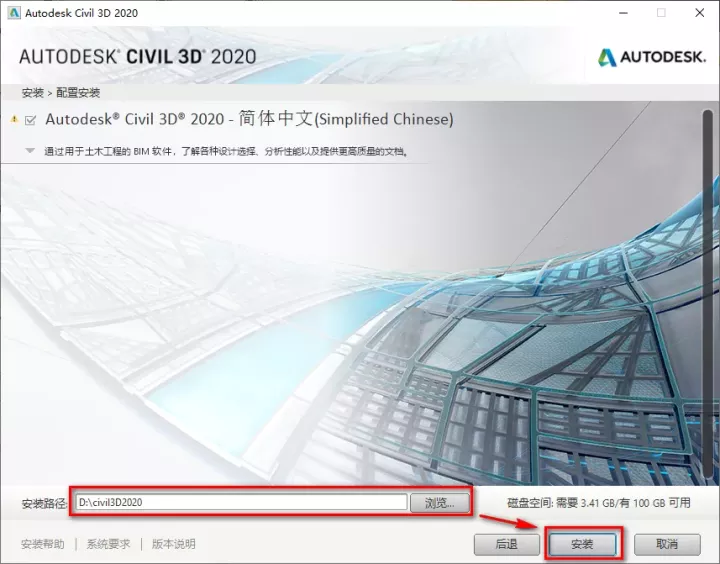 Autodesk Civil 3D 2020
AUTODESK® CIVIL 3D® 2020
AUTODESK.
安装 > 配置安装
Autodesk® Civil 3D® 2020 - 简体中文(Simplified Chinese)
通过用于土木工程的 BIM 软件，了解各种设计选择、分析性能以及提供更高质量的文档。
安装路径: D:\civil3D2020 浏览... 磁盘空间: 需要 3.41 GB/有 100 GB 可用
安装帮助 | 系统要求 | 版本说明 后退 安装 取消